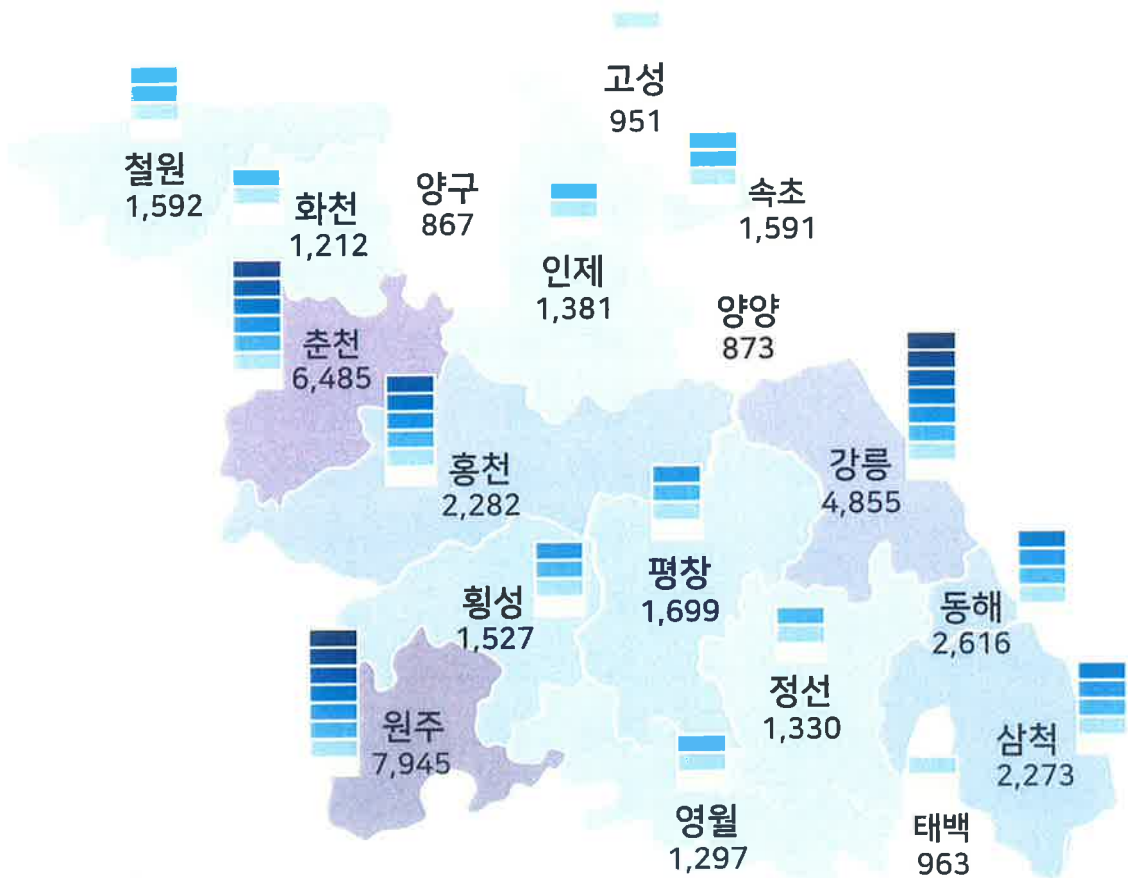 고성
951
철원
1,592
화천
1,212
양구
867
인제
1,381
속초
1,591
양양
873
춘천
6,485
홍천
2,282
강릉
4,855
평창
1,699
횡성
1,527
동해
2,616
정선
1,330
원주
7,945
삼척
2,273
영월
1,297
태백
963